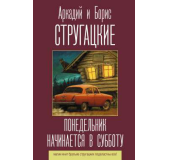 Аркадий и Борис
СТРУГАЦКИЕ
ПОНЕДЕЛЬНИК
НАЧИНАЕТСЯ В СУББОТУ